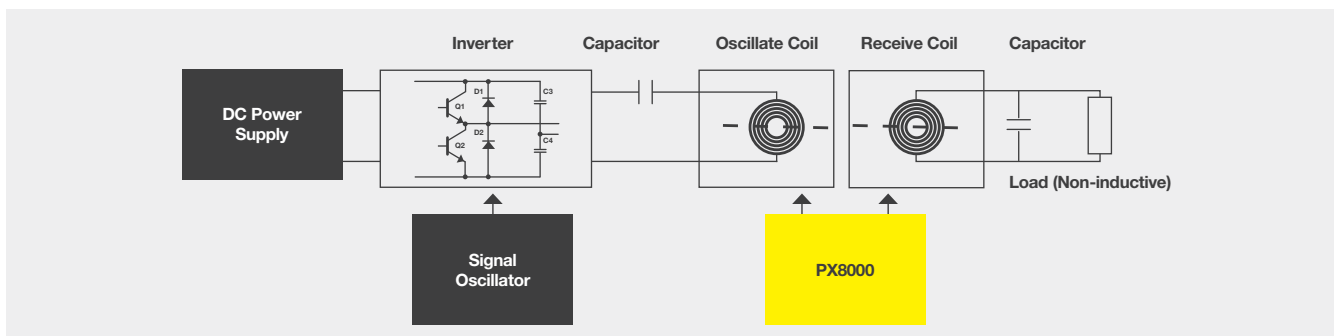 Inverter
Capacitor
Oscillate Coil
Receive Coil
Capacitor
DC Power
Supply
D1
C3
Q1
D2
C4
Q2
Load (Non-inductive)
Signal
Oscillator
PX8000